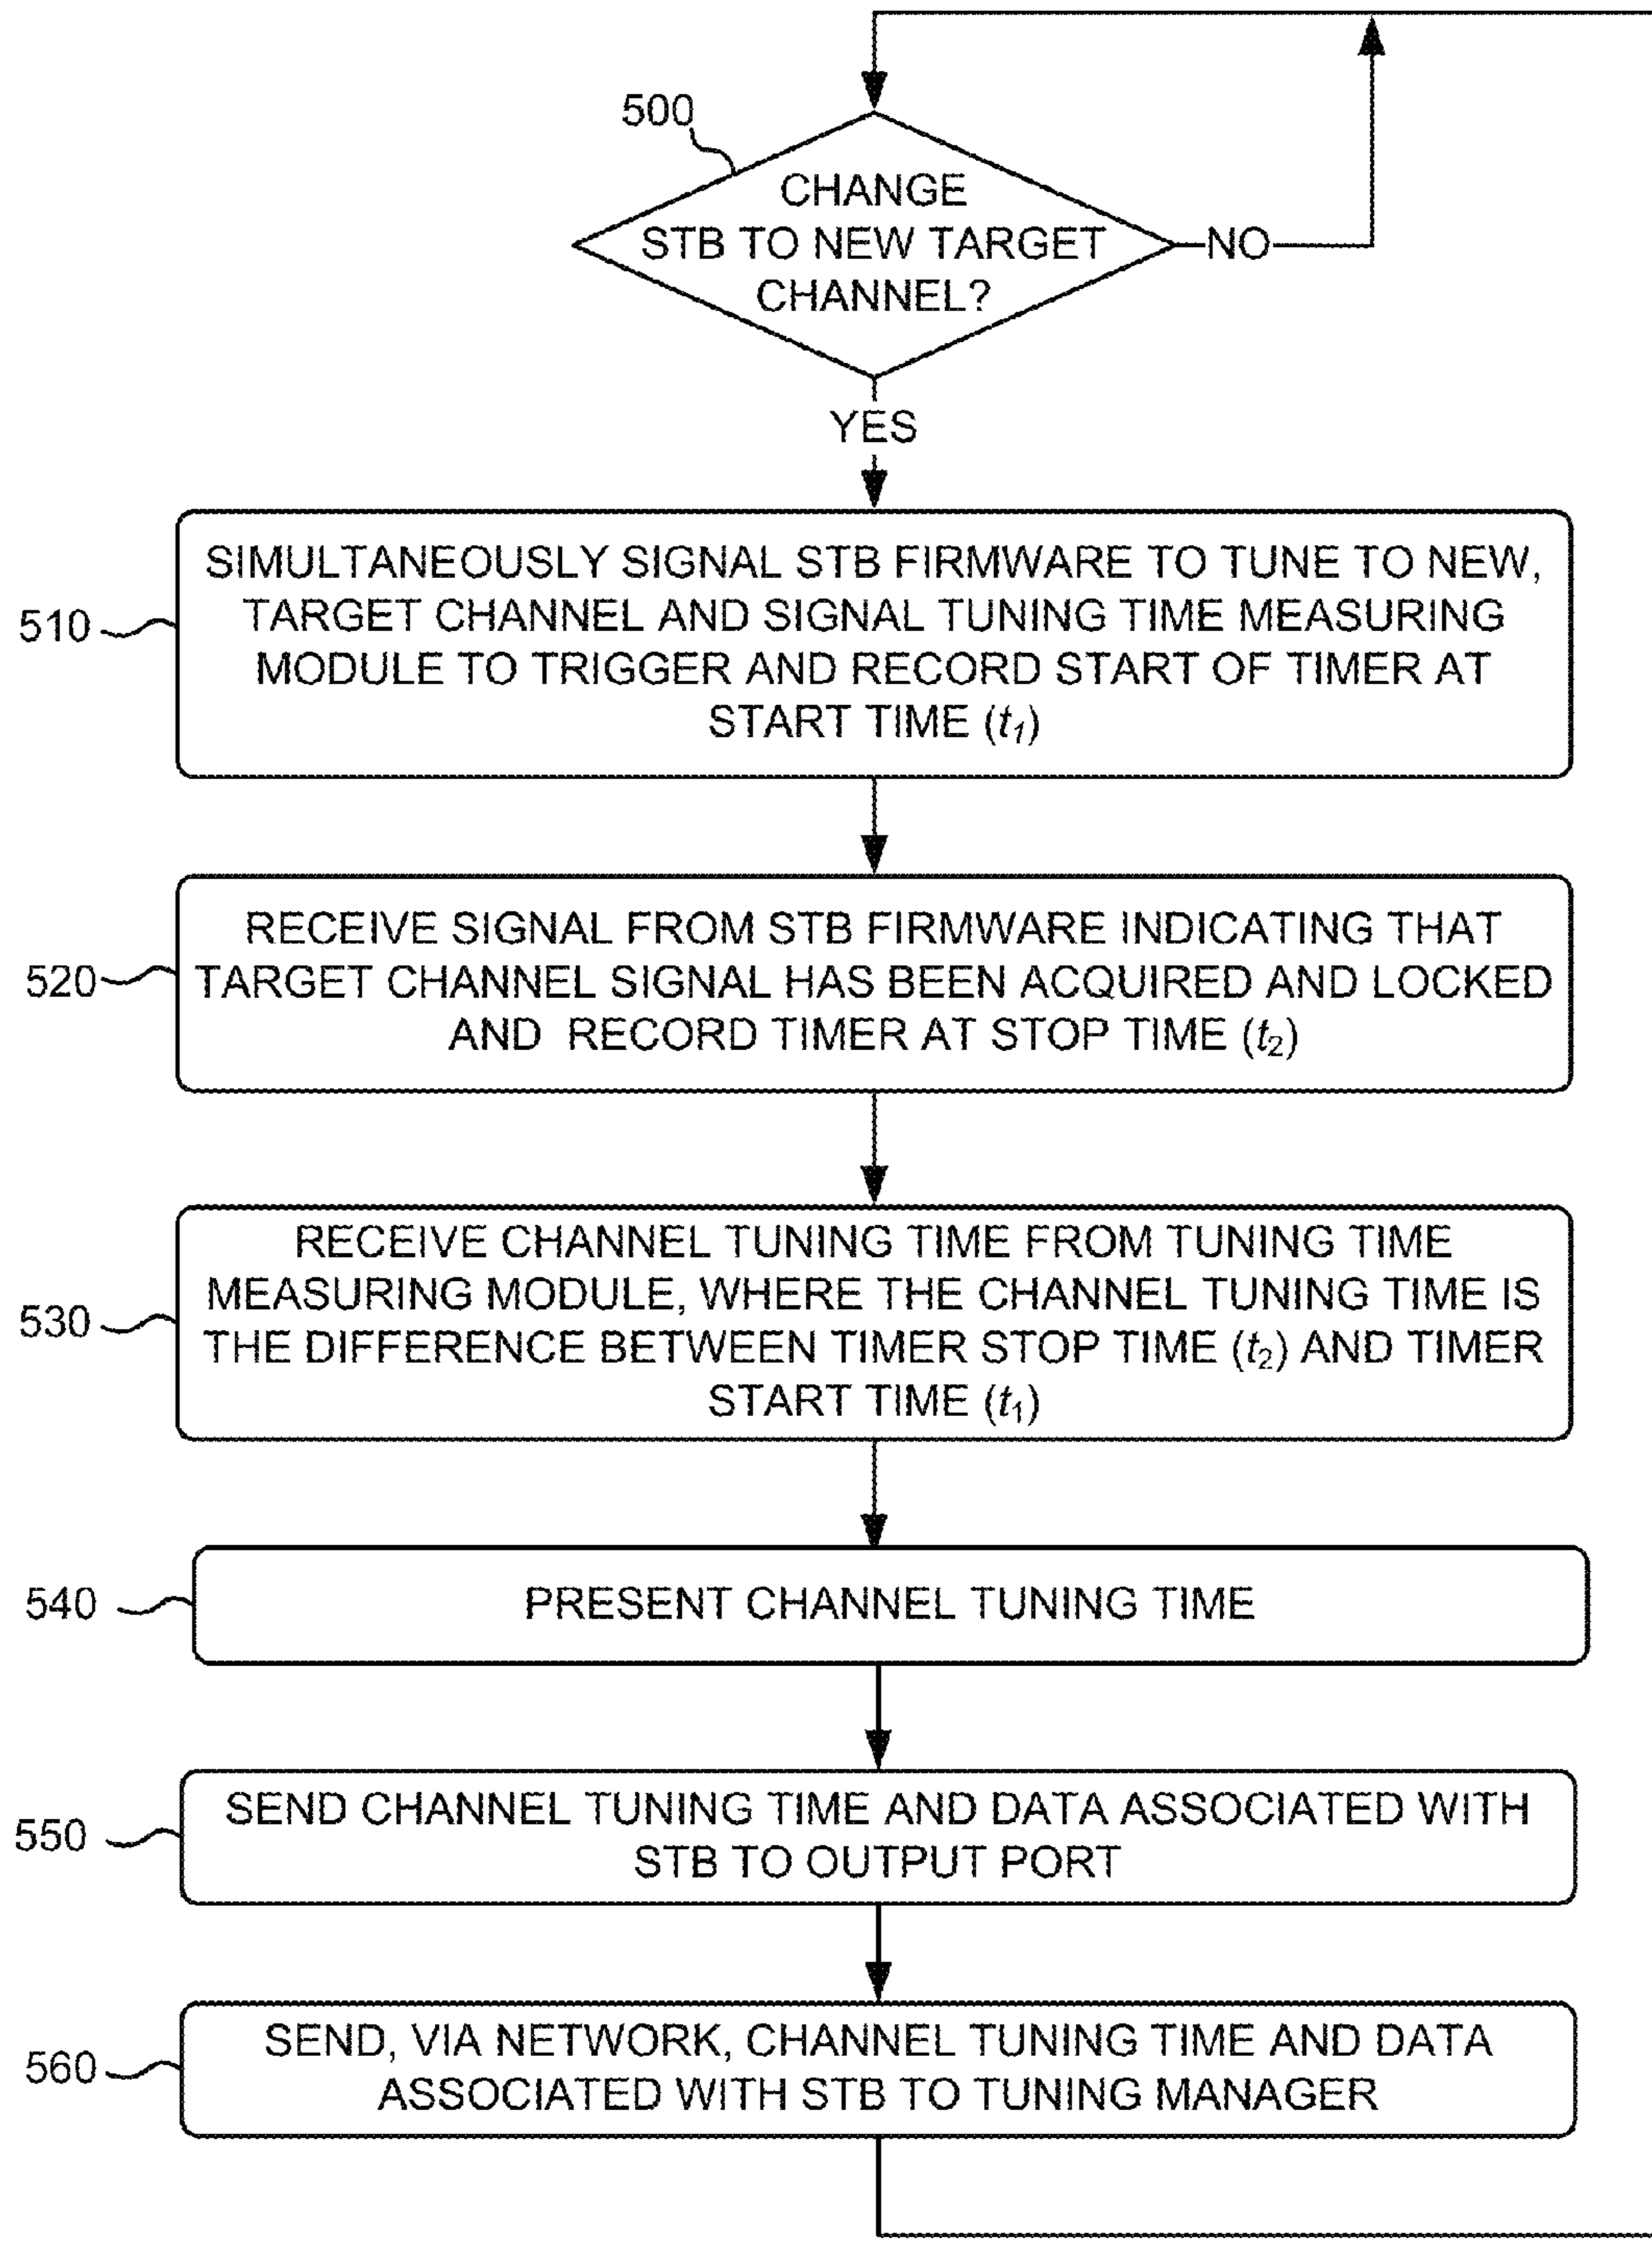 500
CHANGE
STB TO NEW TARGET
CHANNEL?
NO
YES
510
SIMULTANEOUSLY SIGNAL STB FIRMWARE TO TUNE TO NEW,
TARGET CHANNEL AND SIGNAL TUNING TIME MEASURING
MODULE TO TRIGGER AND RECORD START OF TIMER AT
START TIME (t₁)
520
RECEIVE SIGNAL FROM STB FIRMWARE INDICATING THAT
TARGET CHANNEL SIGNAL HAS BEEN ACQUIRED AND LOCKED
AND RECORD TIMER AT STOP TIME (t₂)
530
RECEIVE CHANNEL TUNING TIME FROM TUNING TIME
MEASURING MODULE, WHERE THE CHANNEL TUNING TIME IS
THE DIFFERENCE BETWEEN TIMER STOP TIME (t₂) AND TIMER
START TIME (t₁)
540
PRESENT CHANNEL TUNING TIME
550
SEND CHANNEL TUNING TIME AND DATA ASSOCIATED WITH
STB TO OUTPUT PORT
560
SEND, VIA NETWORK, CHANNEL TUNING TIME AND DATA
ASSOCIATED WITH STB TO TUNING MANAGER